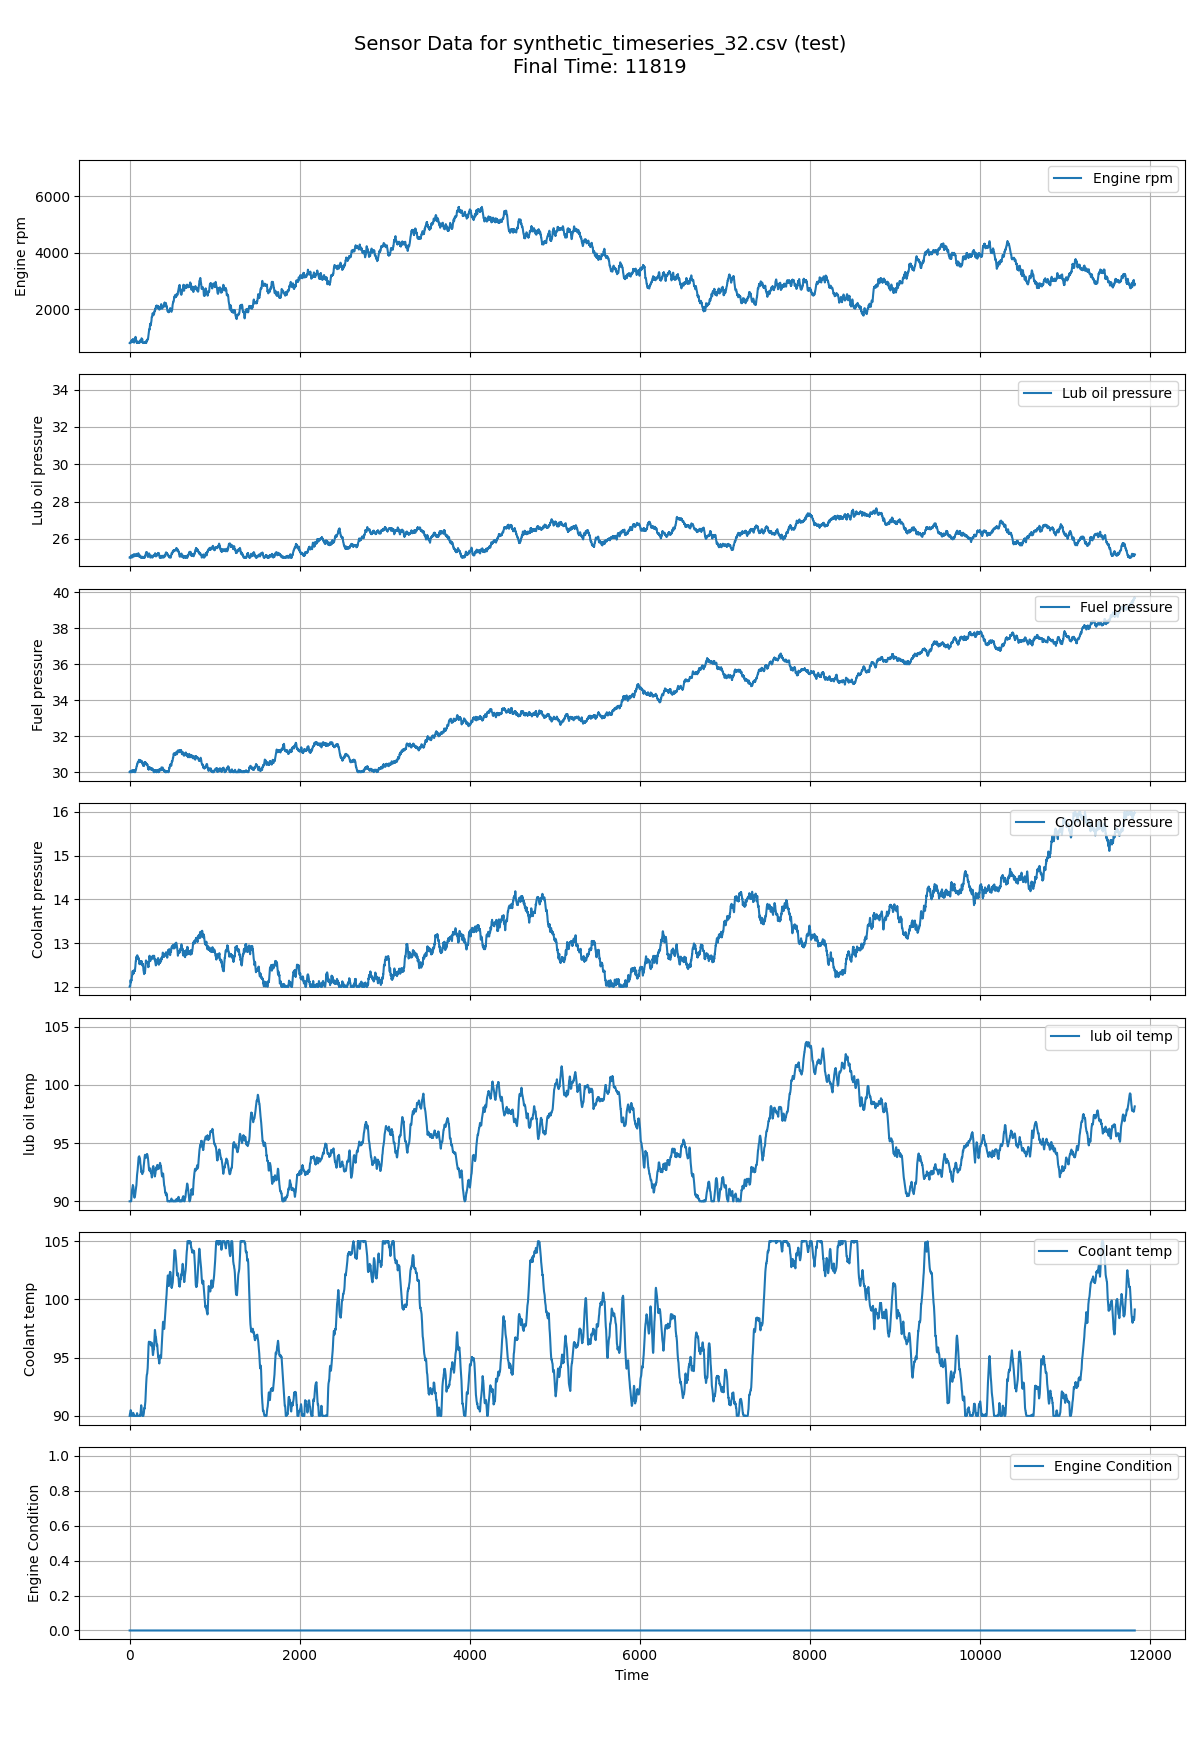 Sensor Data for synthetic_timeseries_32.csv (test)
Final Time: 11819
Engine rpm
6000
4000
2000
Engine rpm
Lub oil pressure
34
32
30
28
26
Lub oil pressure
Fuel pressure
40
38
36
34
32
30
Fuel pressure
Coolant pressure
16
15
14
13
12
Coolant pressure
lub oil temp
105
100
95
90
lub oil temp
Coolant temp
105
100
95
90
Coolant temp
Engine Condition
1.0
0.8
0.6
0.4
0.2
0.0
Engine Condition
0 2000 4000 6000 8000 10000 12000
Time